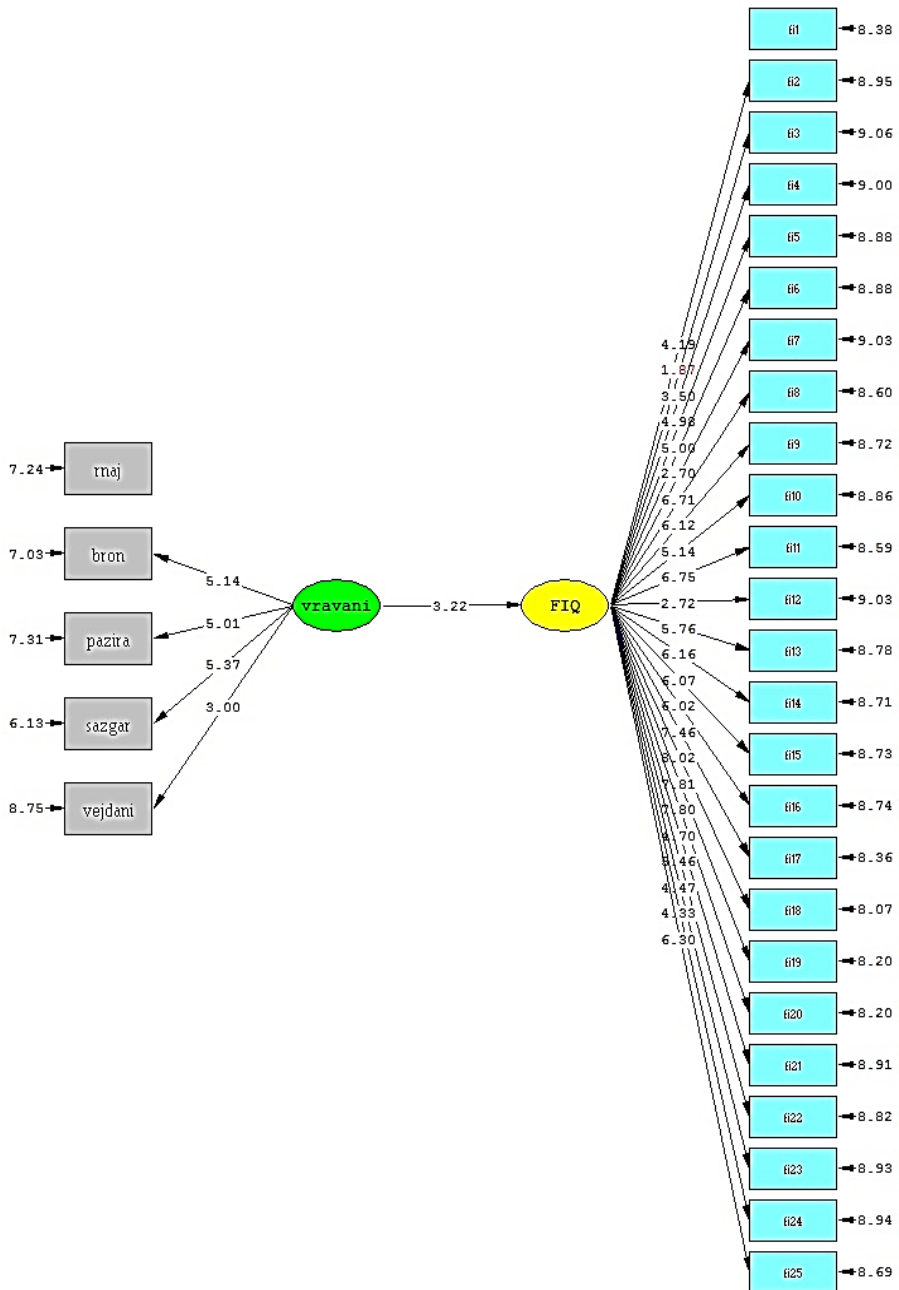 fi1
8.38
fi2
8.95
fi3
9.06
fi4
9.00
fi5
8.88
fi6
8.88
fi7
9.03
fi8
8.60
fi9
8.72
fi10
8.86
fi11
8.59
fi12
9.03
fi13
8.78
fi14
8.71
fi15
8.73
fi16
8.74
fi17
8.36
fi18
8.07
fi19
8.20
fi20
8.20
fi21
8.91
fi22
8.82
fi23
8.93
fi24
8.94
fi25
8.69
4.19
1.87
3.50
4.98
5.00
2.70
6.71
6.12
5.14
6.75
2.72
5.76
6.16
6.07
6.02
7.46
8.02
7.81
7.80
4.70
5.46
4.47
4.33
6.30
7.24
rnaj
7.03
bron
7.31
pazira
6.13
sazgar
8.75
vejdani
5.14
5.01
5.37
3.00
vravani
3.22
FIQ